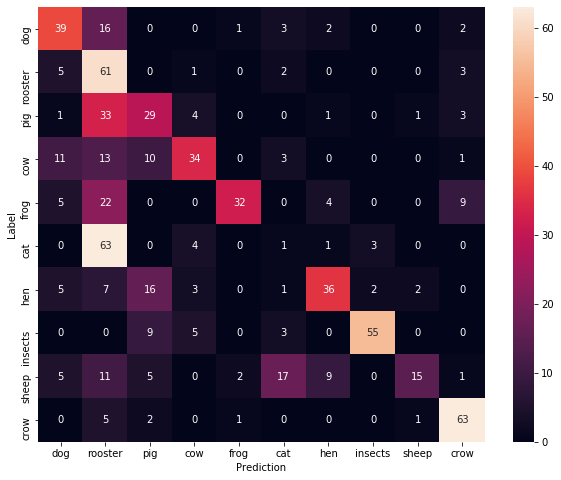 dog 39 16 0 0 1 3 2 0 0 2
rooster 5 61 0 1 0 2 0 0 0 3
pig 1 33 29 4 0 0 1 0 1 3
cow 11 13 10 34 0 3 0 0 0 1
frog 5 22 0 0 32 0 4 0 0 9
cat 0 63 0 4 0 1 1 3 0 0
hen 5 7 16 3 0 1 36 2 2 0
insects 0 0 9 5 0 3 0 55 0 0
sheep 5 11 5 0 2 17 9 0 15 1
crow 0 5 2 0 1 0 0 0 1 63
dog rooster pig cow frog cat hen insects sheep crow
Prediction
Label
60
50
40
30
20
10
0